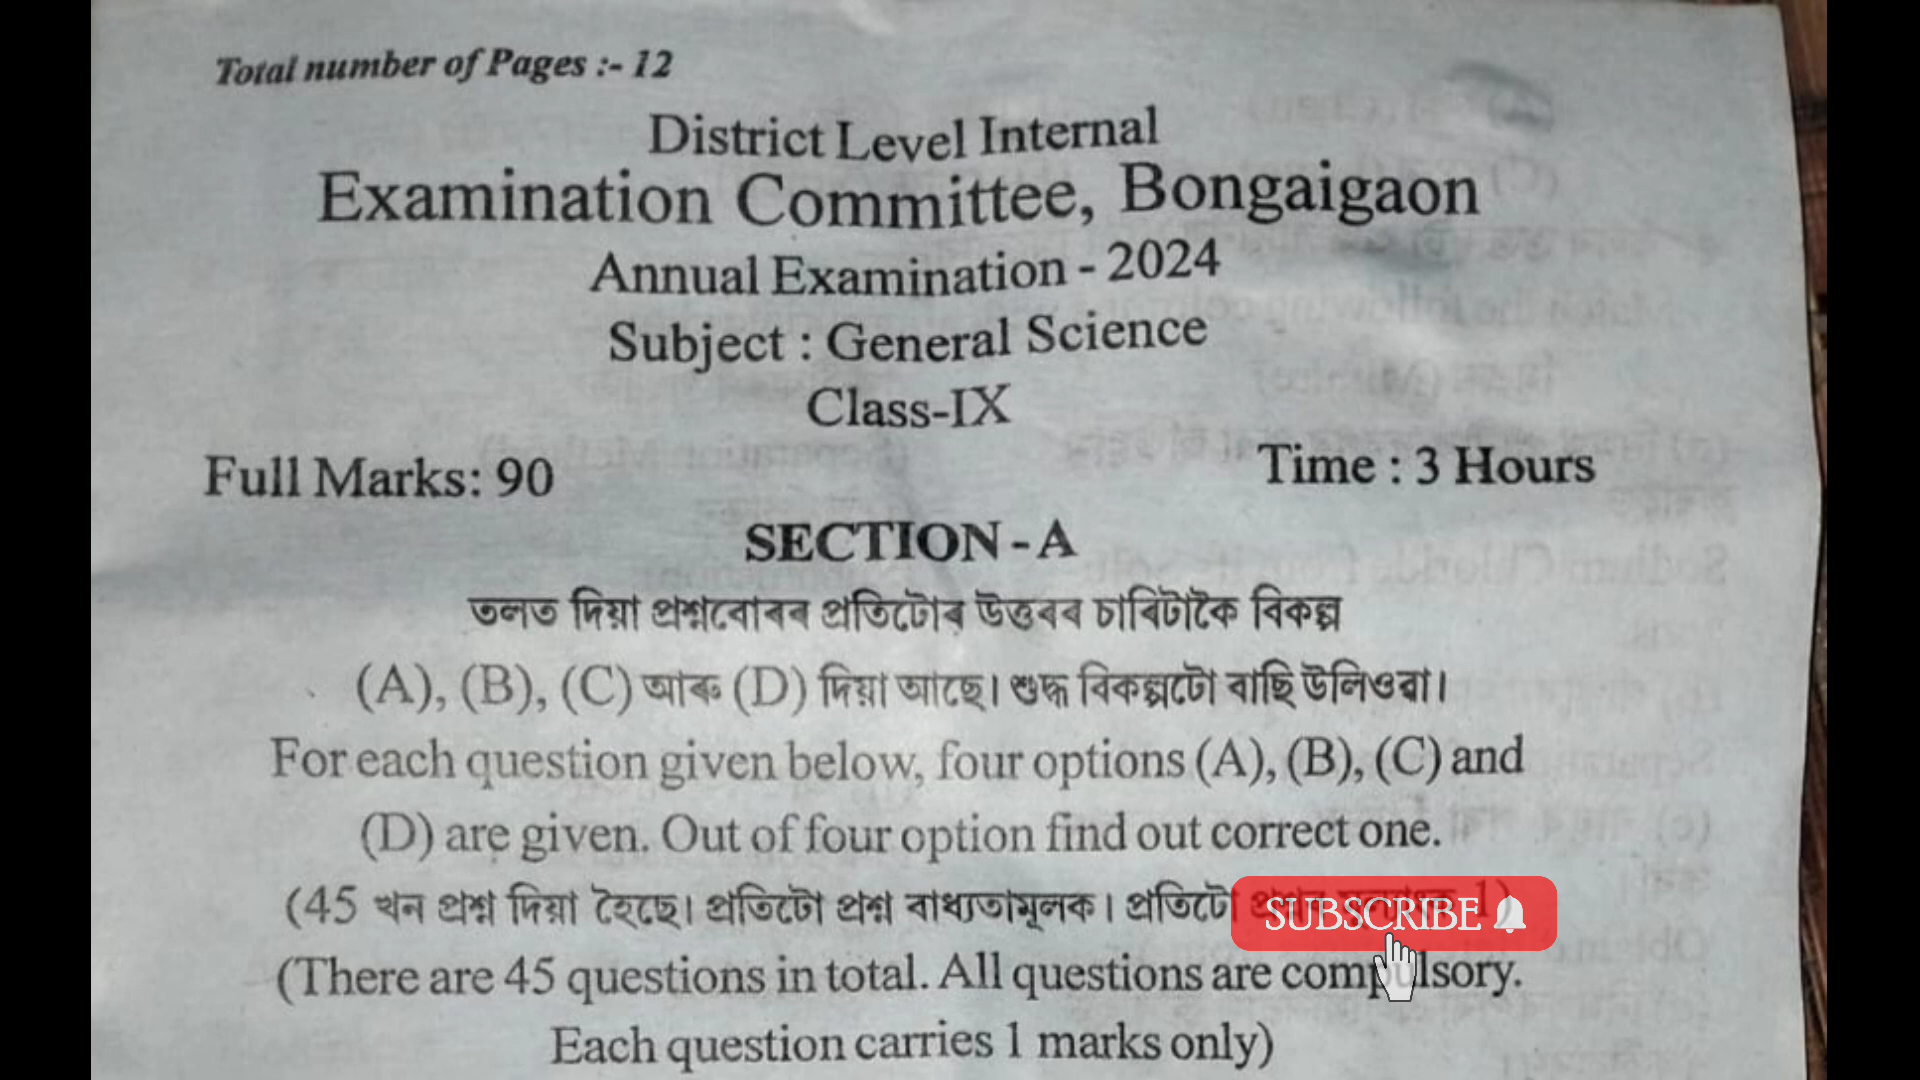 Total number of Pages :- 12
District Level Internal
Examination Committee, Bongaigaon
Annual Examination - 2024
Subject : General Science
Class-IX
Full Marks: 90 Time : 3 Hours
SECTION - A
তলত দিয়া প্ৰশ্নবোৰৰ প্ৰতিটোৰ উত্তৰৰ চাৰিটাকৈ বিকল্প
(A), (B), (C) আৰু (D) দিয়া আছে। শুদ্ধ বিকল্পটো বাছি উলিওৱা।
For each question given below, four options (A), (B), (C) and
(D) are given. Out of four option find out correct one.
(45 খন প্ৰশ্ন দিয়া হৈছে। প্ৰতিটো প্ৰশ্ন বাধ্যতামূলক। প্ৰতিটো প্ৰশ্নৰ মূল্যাংক 1)
SUBSCRIBE
(There are 45 questions in total. All questions are compulsory.
Each question carries 1 marks only)